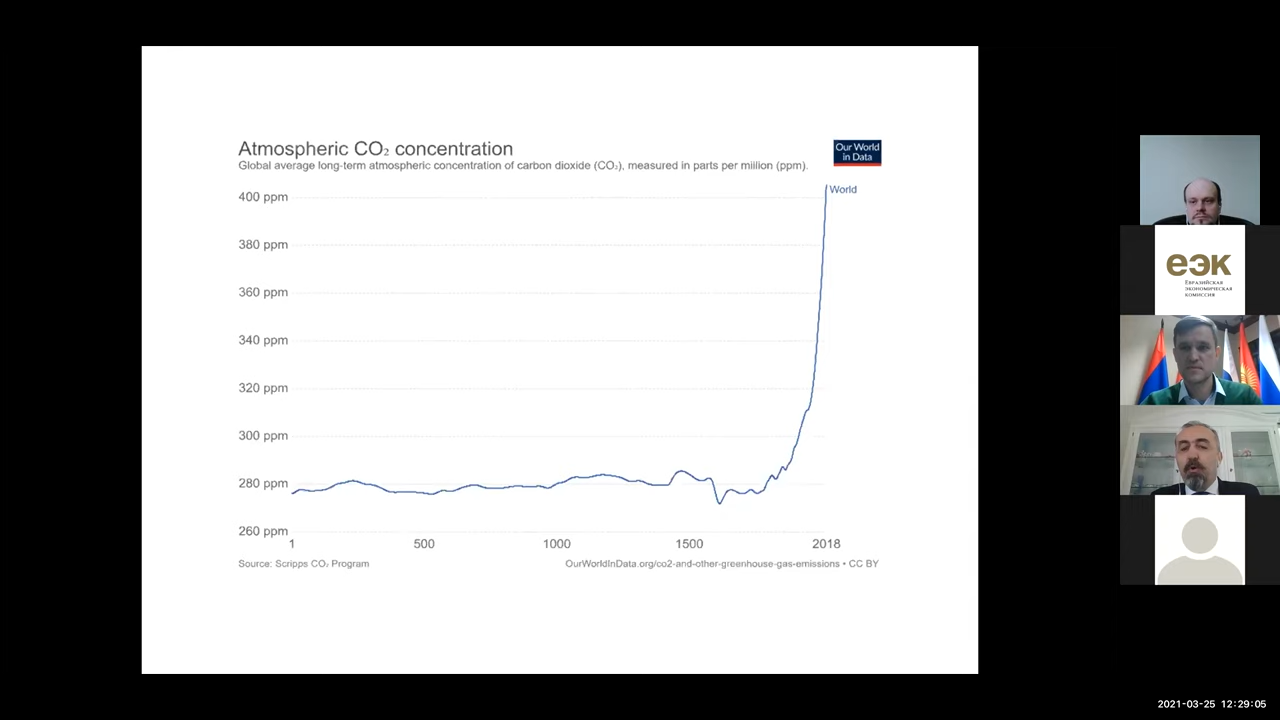 Atmospheric CO₂ concentration
Global average long-term atmospheric concentration of carbon dioxide (CO₂), measured in parts per million (ppm).
Our World
in Data
400 ppm
World
380 ppm
360 ppm
340 ppm
320 ppm
300 ppm
280 ppm
260 ppm
1 500 1000 1500 2018
Source: Scripps CO₂ Program
OurWorldInData.org/co2-and-other-greenhouse-gas-emissions • CC BY
еэк
Евразийская
экономическая
комиссия
2021-03-25 12:29:05